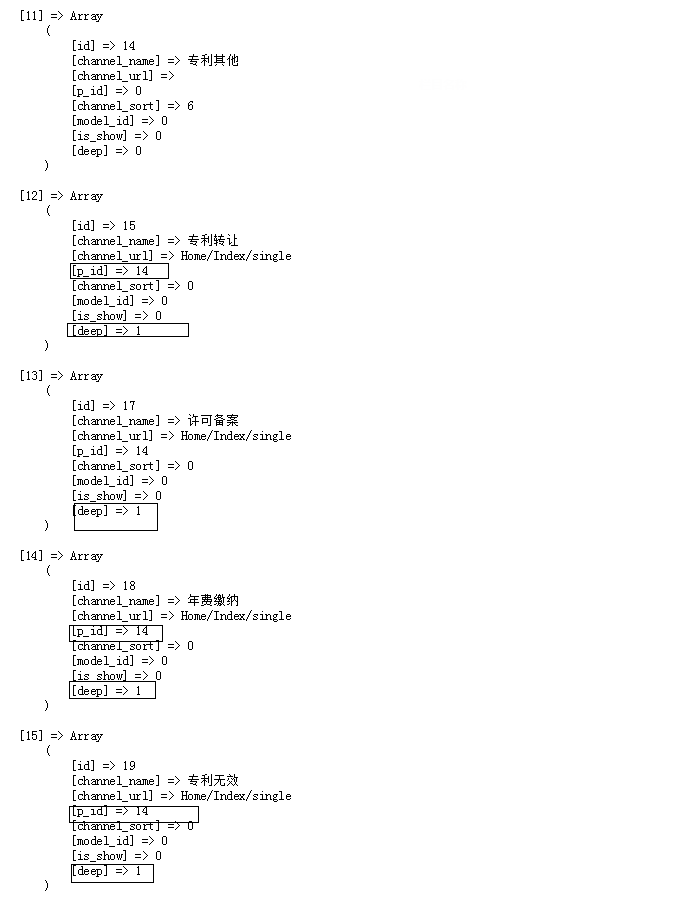 [11] => Array
(
[id] => 14
[channel_name] => 专利其他
[channel_url] =>
[p_id] => 0
[channel_sort] => 6
[model_id] => 0
[is_show] => 0
[deep] => 0
)
[12] => Array
(
[id] => 15
[channel_name] => 专利转让
[channel_url] => Home/Index/single
[p_id] => 14
[channel_sort] => 0
[model_id] => 0
[is_show] => 0
[deep] => 1
)
[13] => Array
(
[id] => 17
[channel_name] => 许可备案
[channel_url] => Home/Index/single
[p_id] => 14
[channel_sort] => 0
[model_id] => 0
[is_show] => 0
[deep] => 1
)
[14] => Array
(
[id] => 18
[channel_name] => 年费缴纳
[channel_url] => Home/Index/single
[p_id] => 14
[channel_sort] => 0
[model_id] => 0
[is_show] => 0
[deep] => 1
)
[15] => Array
(
[id] => 19
[channel_name] => 专利无效
[channel_url] => Home/Index/single
[p_id] => 14
[channel_sort] => 0
[model_id] => 0
[is_show] => 0
[deep] => 1
)